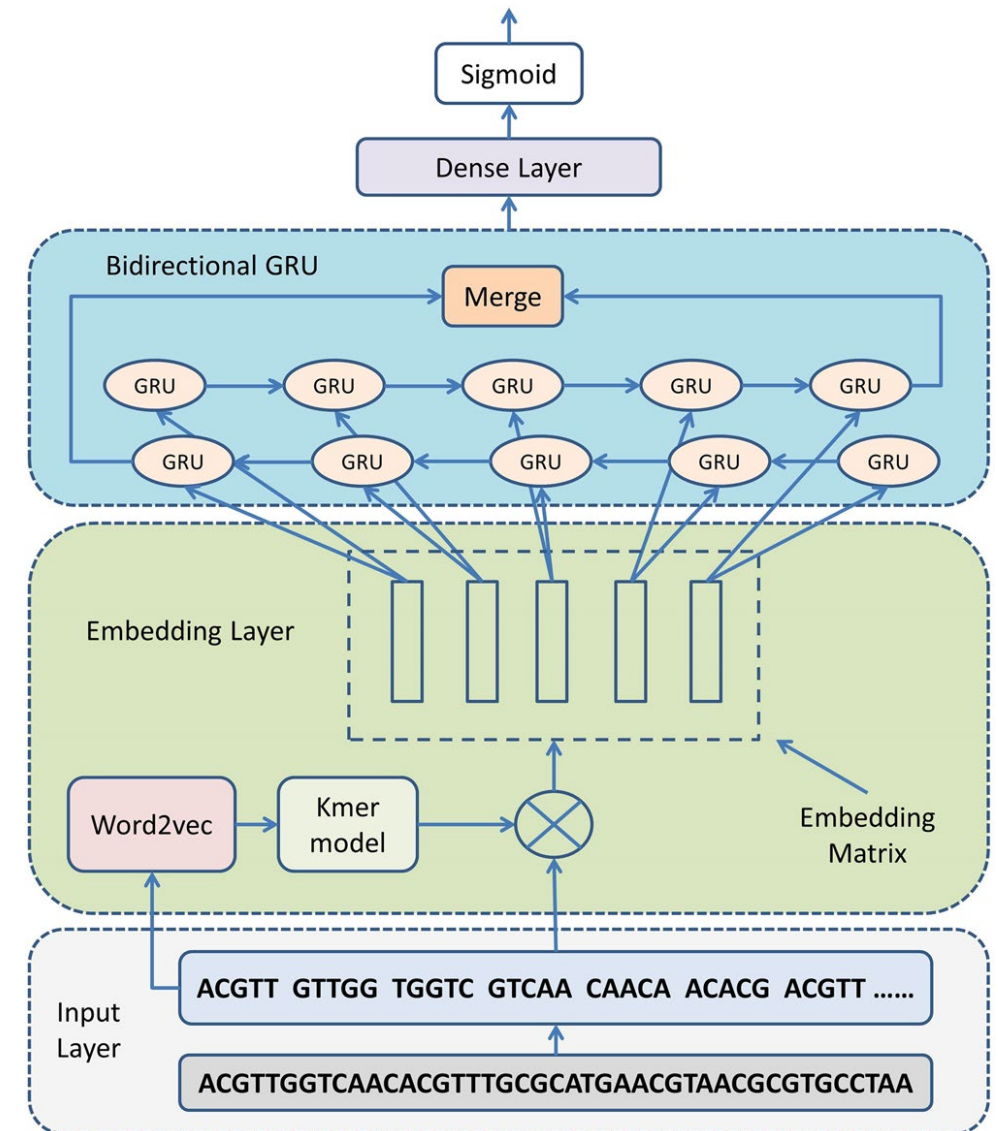 Sigmoid
Dense Layer
Bidirectional GRU
Merge
GRU GRU GRU GRU GRU
GRU GRU GRU GRU GRU
Embedding Layer
Word2vec
Kmer
model
Embedding
Matrix
Input
Layer
ACGTT GTTGG TGGTC GTCAA CAACA ACACG ACGTT ......
ACGTTGGTCAACACGTTTGCGCATGAACGTAACGCGTGCCTAA